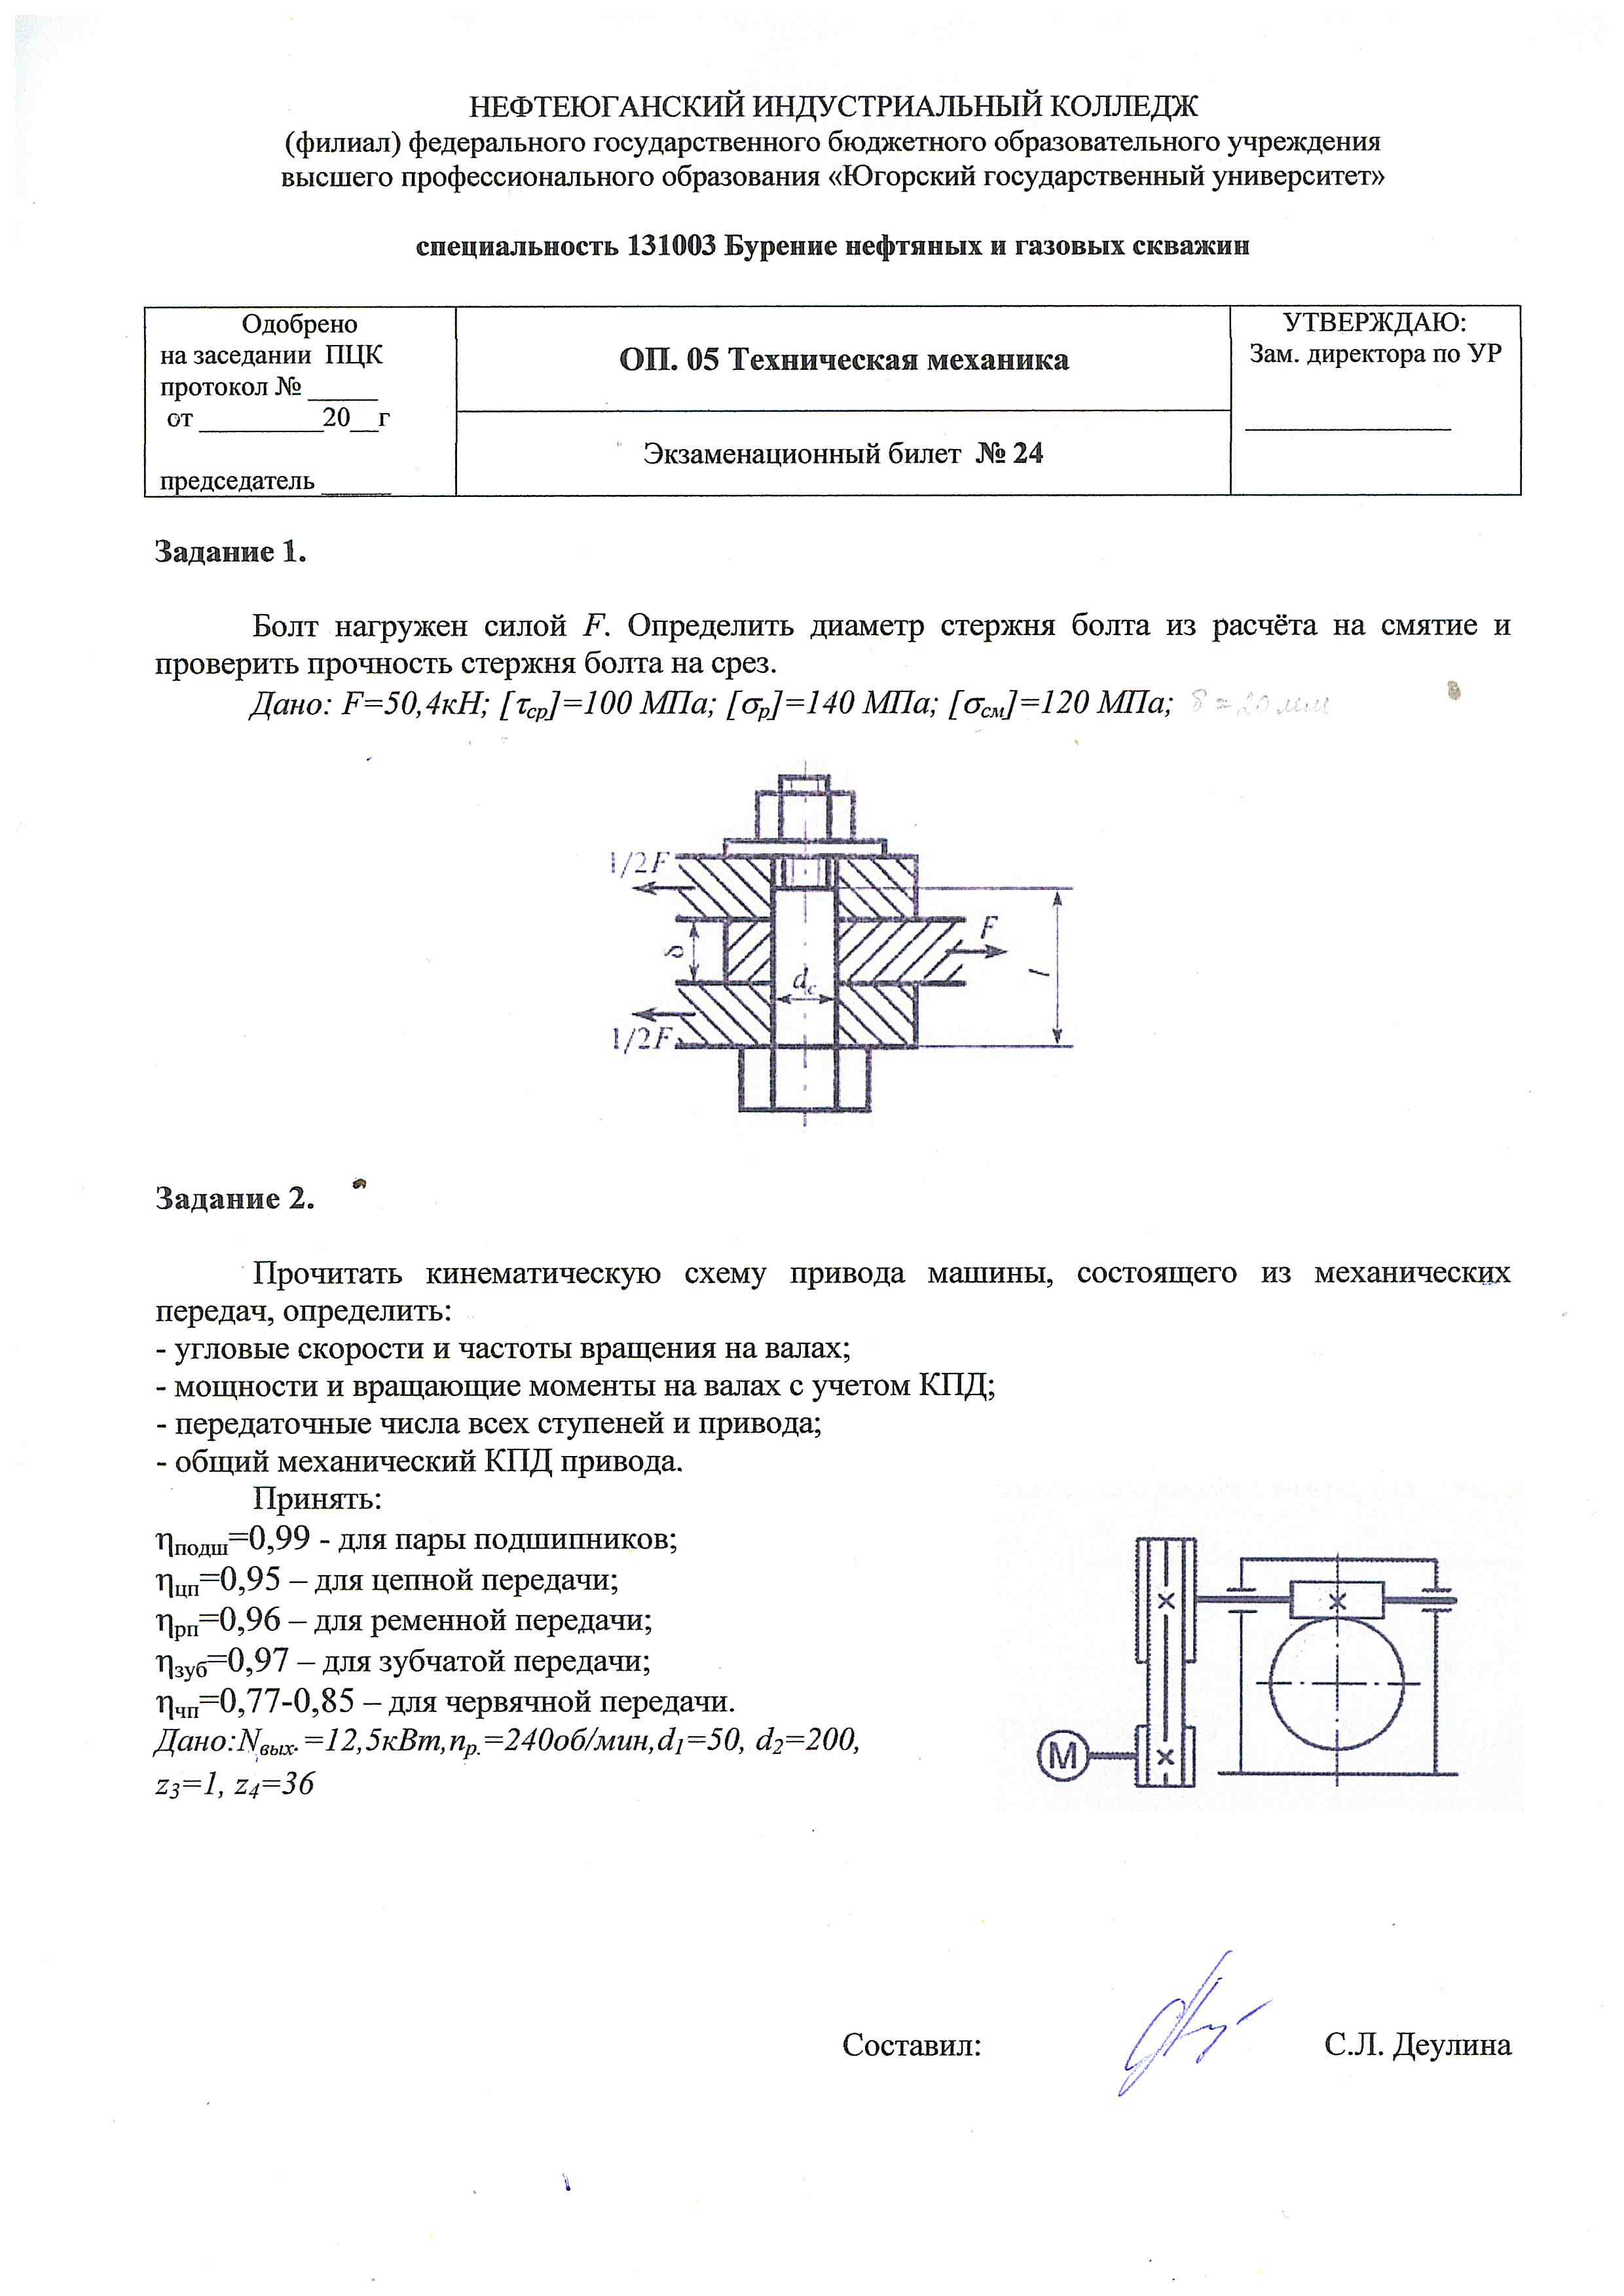 НЕФТЕЮГАНСКИЙ ИНДУСТРИАЛЬНЫЙ КОЛЛЕДЖ
(филиал) федерального государственного бюджетного образовательного учреждения
высшего профессионального образования «Югорский государственный университет»
специальность 131003 Бурение нефтяных и газовых скважин
Одобрено
на заседании ПЦК
протокол № _____
от _________20__г
председатель _____
ОП. 05 Техническая механика
Экзаменационный билет № 24
УТВЕРЖДАЮ:
Зам. директора по УР
Задание 1.
Болт нагружен силой F. Определить диаметр стержня болта из расчёта на смятие и
проверить прочность стержня болта на срез.
Дано: F=50,4кН; [τср]=100 МПа; [σр]=140 МПа; [σсм]=120 МПа; δ = 20 мм
1/2F
F
δ
dc
l
1/2F
Задание 2.
Прочитать кинематическую схему привода машины, состоящего из механических
передач, определить:
- угловые скорости и частоты вращения на валах;
- мощности и вращающие моменты на валах с учетом КПД;
- передаточные числа всех ступеней и привода;
- общий механический КПД привода.
Принять:
ηподш=0,99 - для пары подшипников;
ηцп=0,95 – для цепной передачи;
ηрп=0,96 – для ременной передачи;
ηзуб=0,97 – для зубчатой передачи;
ηчп=0,77-0,85 – для червячной передачи.
Дано:Nвых.=12,5кВт,nр.=240об/мин,d1=50, d2=200,
z3=1, z4=36
М
Составил: С.Л. Деулина